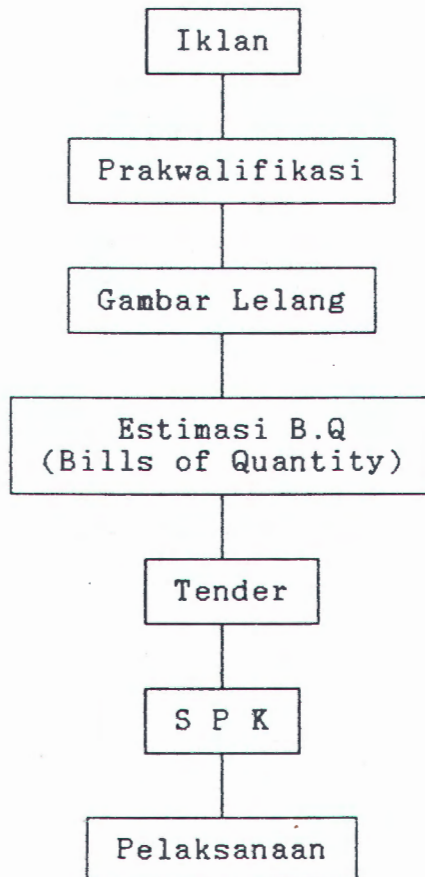 Iklan
Prakwalifikasi
Gambar Lelang
Estimasi B.Q
(Bills of Quantity)
Tender
S P K
Pelaksanaan